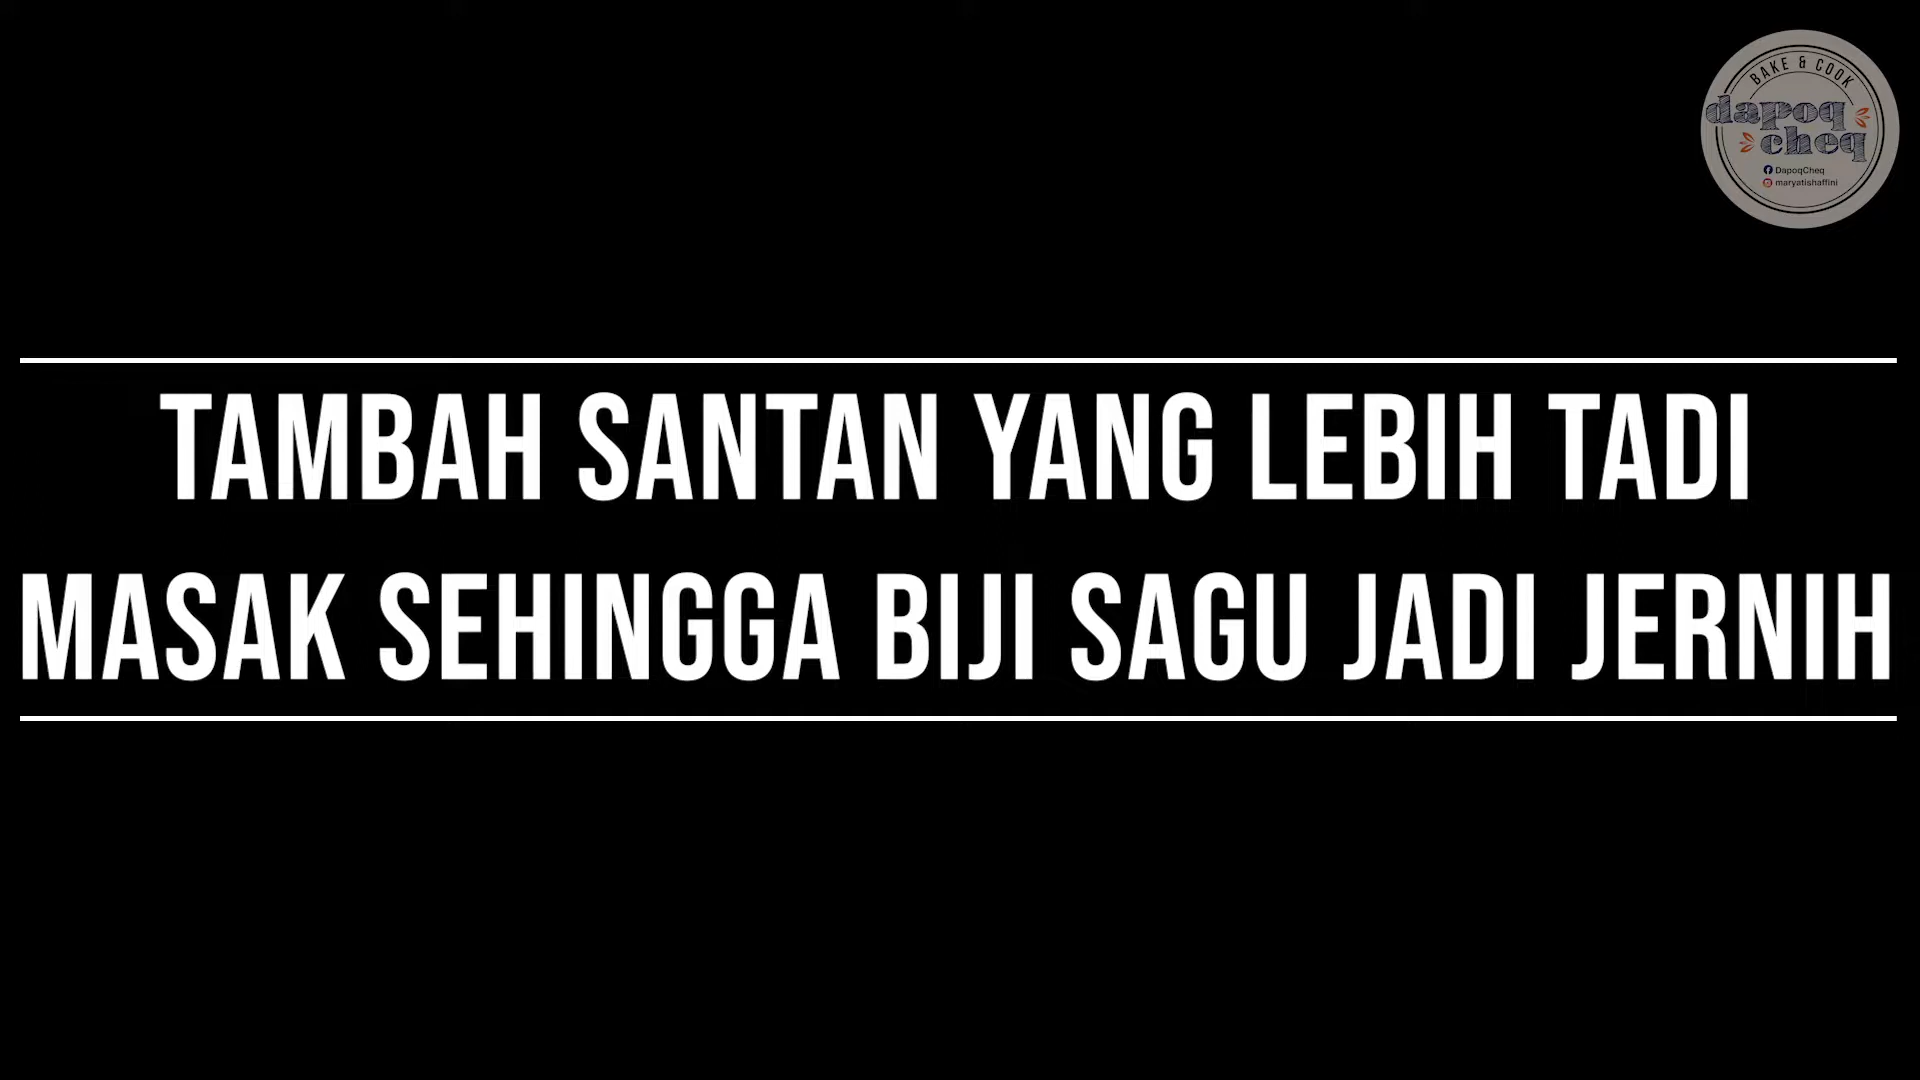 BAKE & COOK
dapoq
cheq
DapoqCheq
maryatishaffini
TAMBAH SANTAN YANG LEBIH TADI
MASAK SEHINGGA BIJI SAGU JADI JERNIH